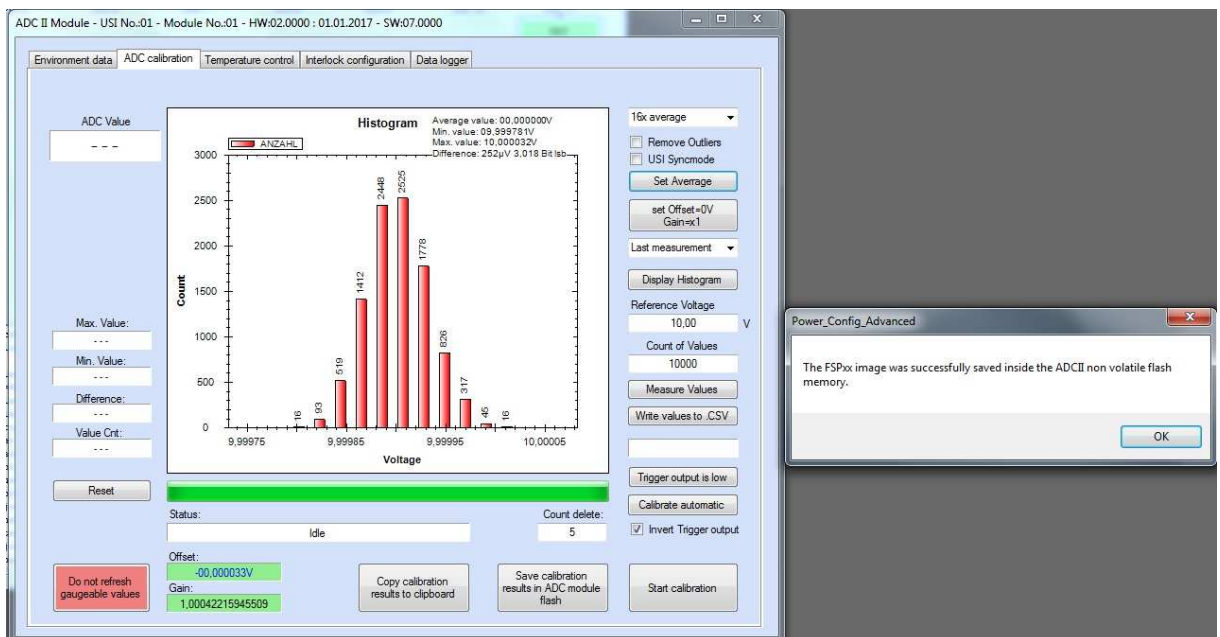 ADC II Module - USI No.:01 - Module No.:01 - HW:02.0000 : 01.01.2017 - SW:07.0000
Environment data
ADC calibration
Temperature control
Interlock configuration
Data logger
ADC Value
---
Histogram
Average value: 00,000000V
Min. value: 09,999781V
Max. value: 10,000032V
Difference: 252µV 3,018 Bit lsb
ANZAHL
3000
2500
2000
1500
1000
500
0
Count
16
93
519
1412
2448
2525
1778
826
317
45
16
9,99975
9,99985
9,99995
10,00005
Voltage
Max. Value:
---
Min. Value:
---
Difference:
---
Value Cnt:
---
Reset
16x average
Remove Outliers
USI Syncmode
Set Average
set Offset=0V
Gain=x1
Last measurement
Display Histogram
Reference Voltage
10,00 V
Count of Values
10000
Measure Values
Write values to .CSV
Trigger output is low
Calibrate automatic
Invert Trigger output
Status:
Idle
Count delete:
5
Do not refresh
gaugeable values
Offset:
-00,000033V
Gain:
1,00042215945509
Copy calibration
results to clipboard
Save calibration
results in ADC module
flash
Start calibration
Power_Config_Advanced
The FSPxx image was successfully saved inside the ADCII non volatile flash
memory.
OK